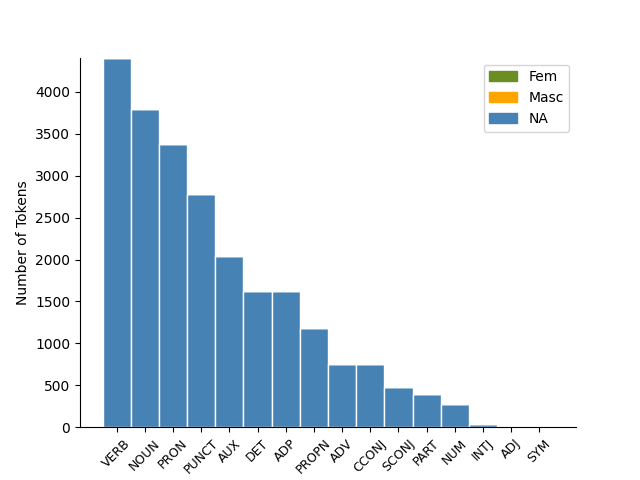 Fem
Masc
NA
Number of Tokens
4000
3500
3000
2500
2000
1500
1000
500
0
VERB
NOUN
PRON
PUNCT
AUX
DET
ADP
PROPN
ADV
CCONJ
SCONJ
PART
NUM
INTJ
ADJ
SYM